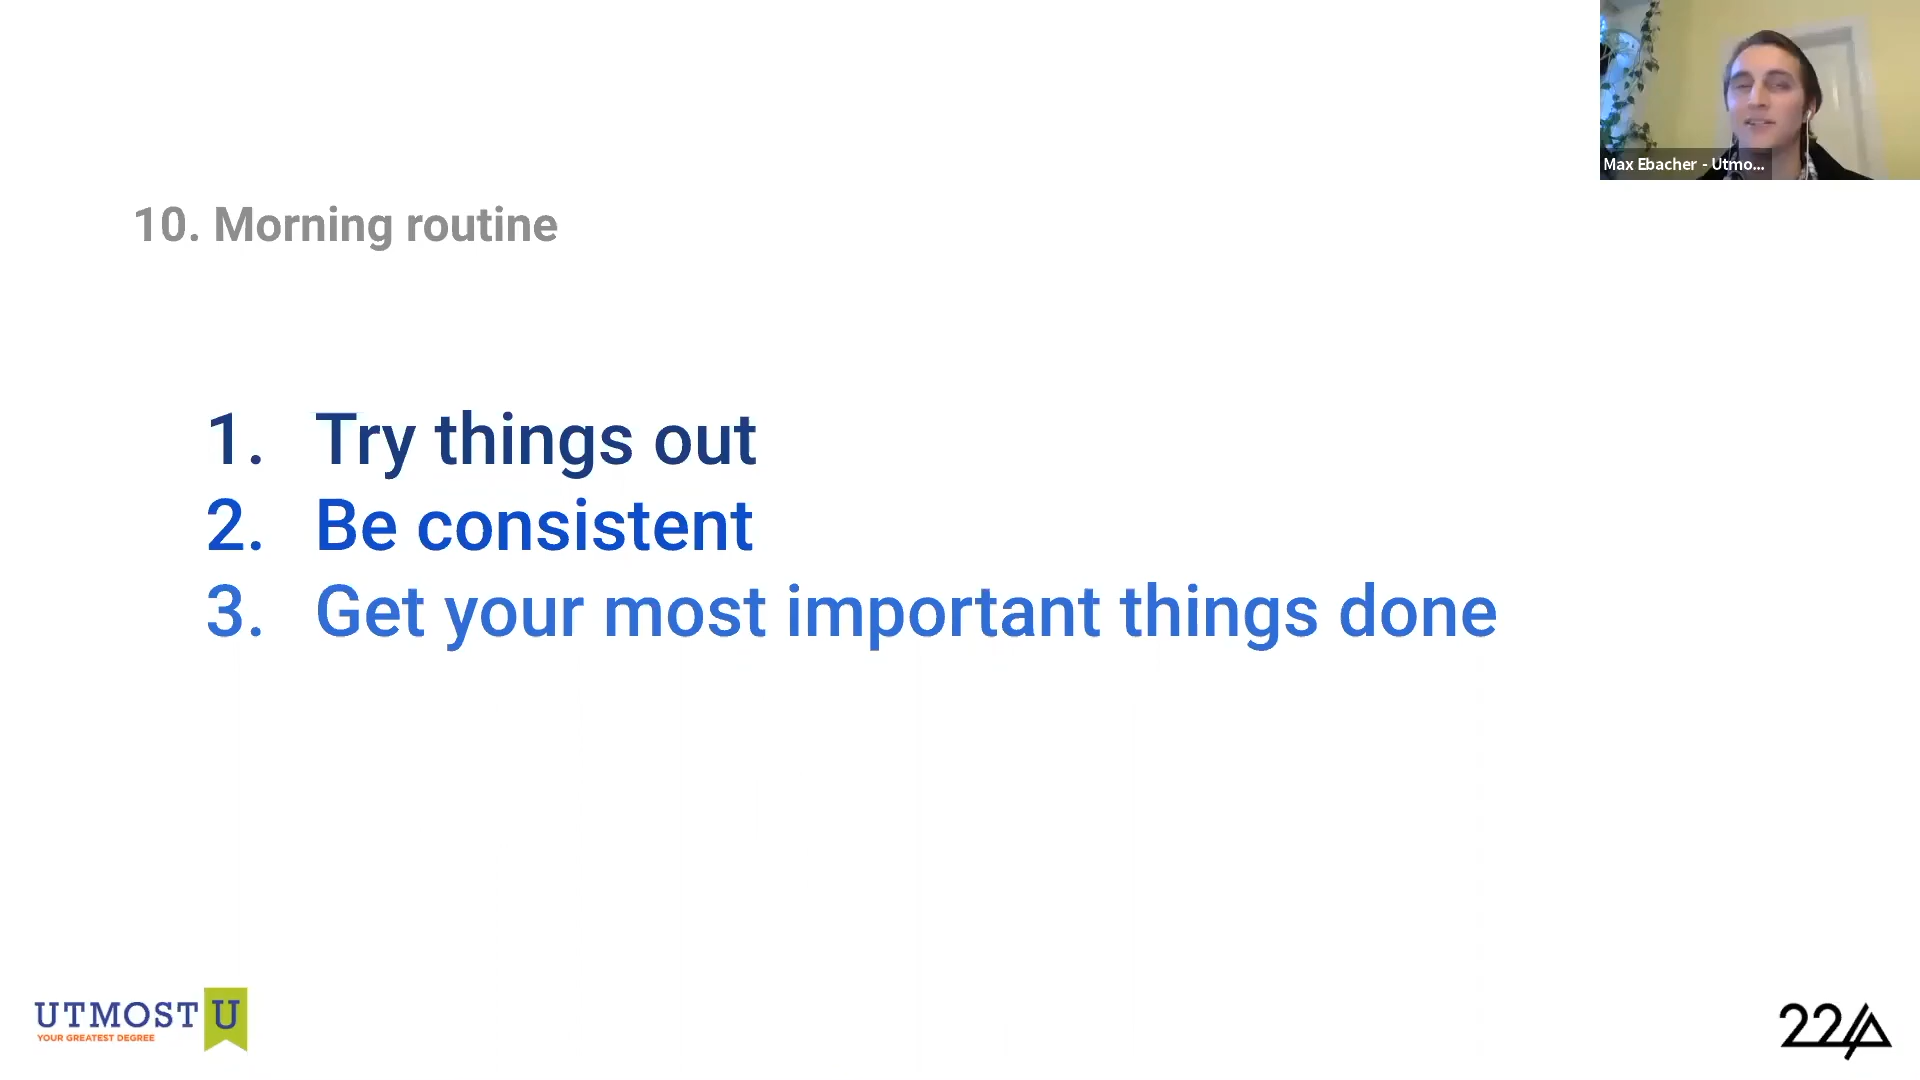 Max Ebacher - Utmo...
10. Morning routine
1. Try things out
2. Be consistent
3. Get your most important things done
UTMOST U
YOUR GREATEST DEGREE
22